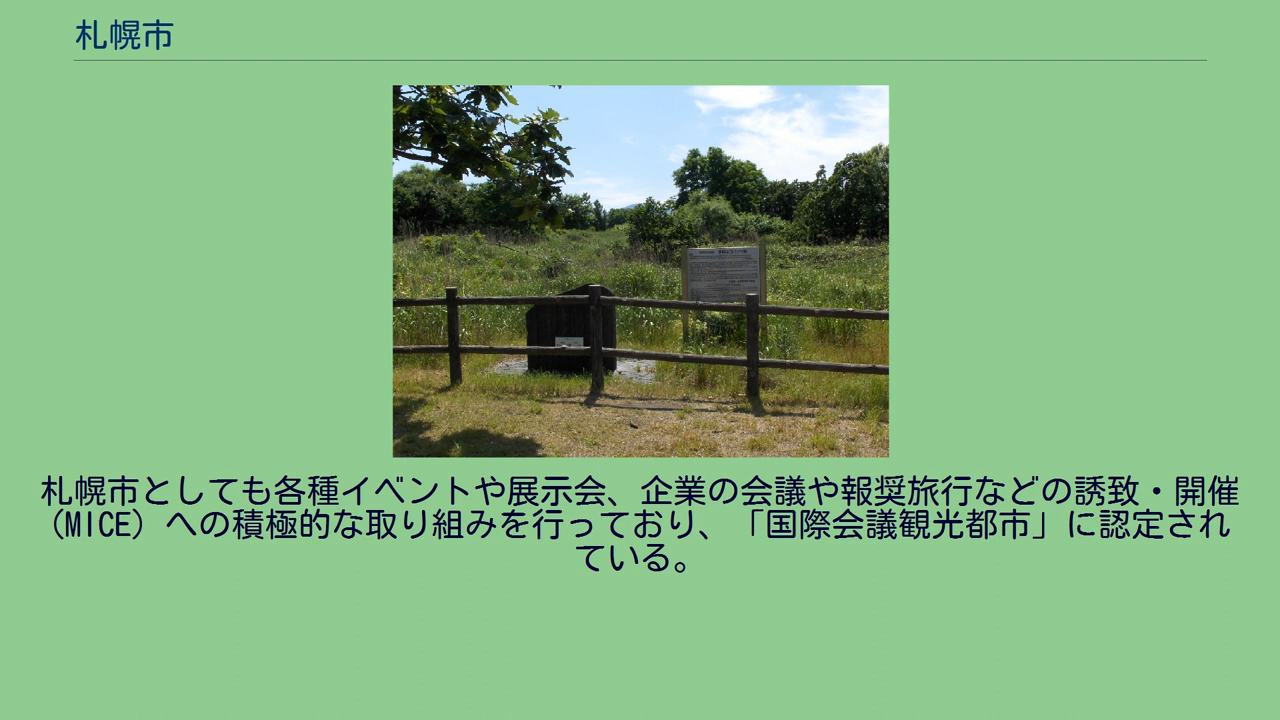 札幌市
札幌市としても各種イベントや展示会、企業の会議や報奨旅行などの誘致・開催
（MICE）への積極的な取り組みを行っており、「国際会議観光都市」に認定され
ている。